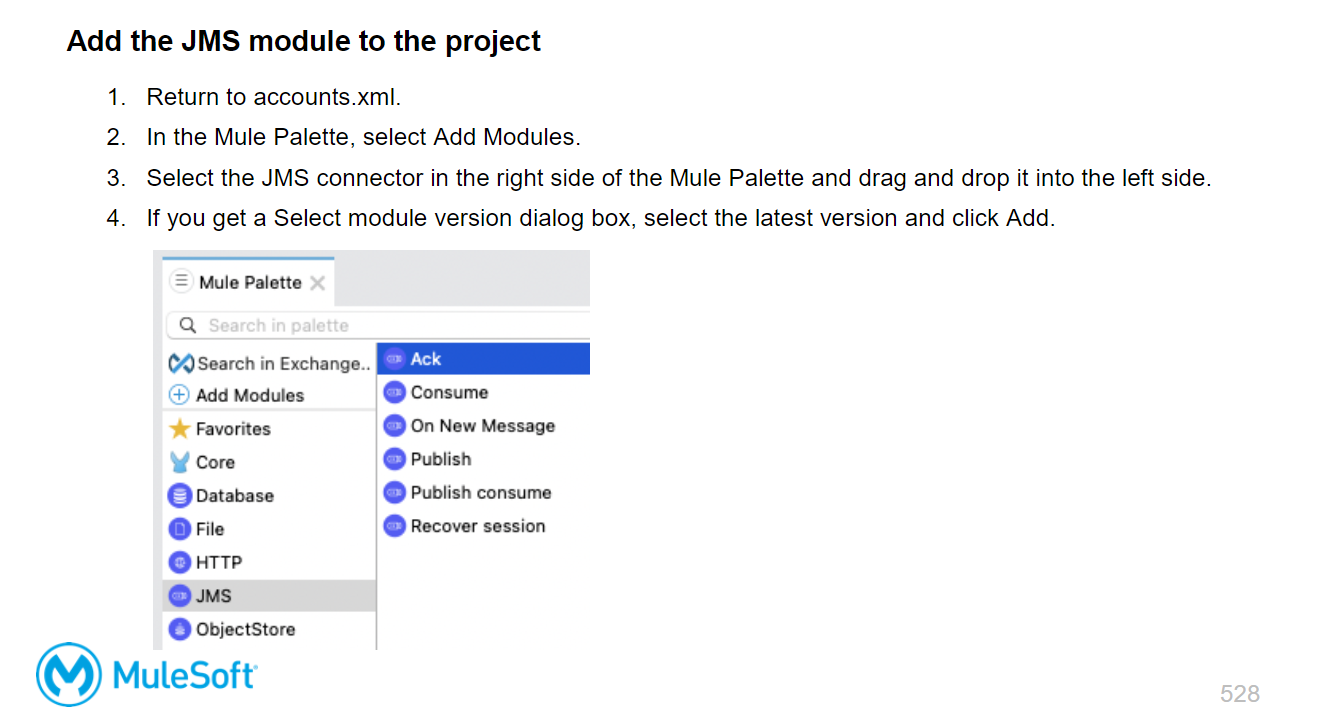 Add the JMS module to the project
1. Return to accounts.xml.
2. In the Mule Palette, select Add Modules.
3. Select the JMS connector in the right side of the Mule Palette and drag and drop it into the left side.
4. If you get a Select module version dialog box, select the latest version and click Add.
Mule Palette
Search in palette
Search in Exchange..
Add Modules
Favorites
Core
Database
File
HTTP
JMS
ObjectStore
Ack
Consume
On New Message
Publish
Publish consume
Recover session
MuleSoft
528